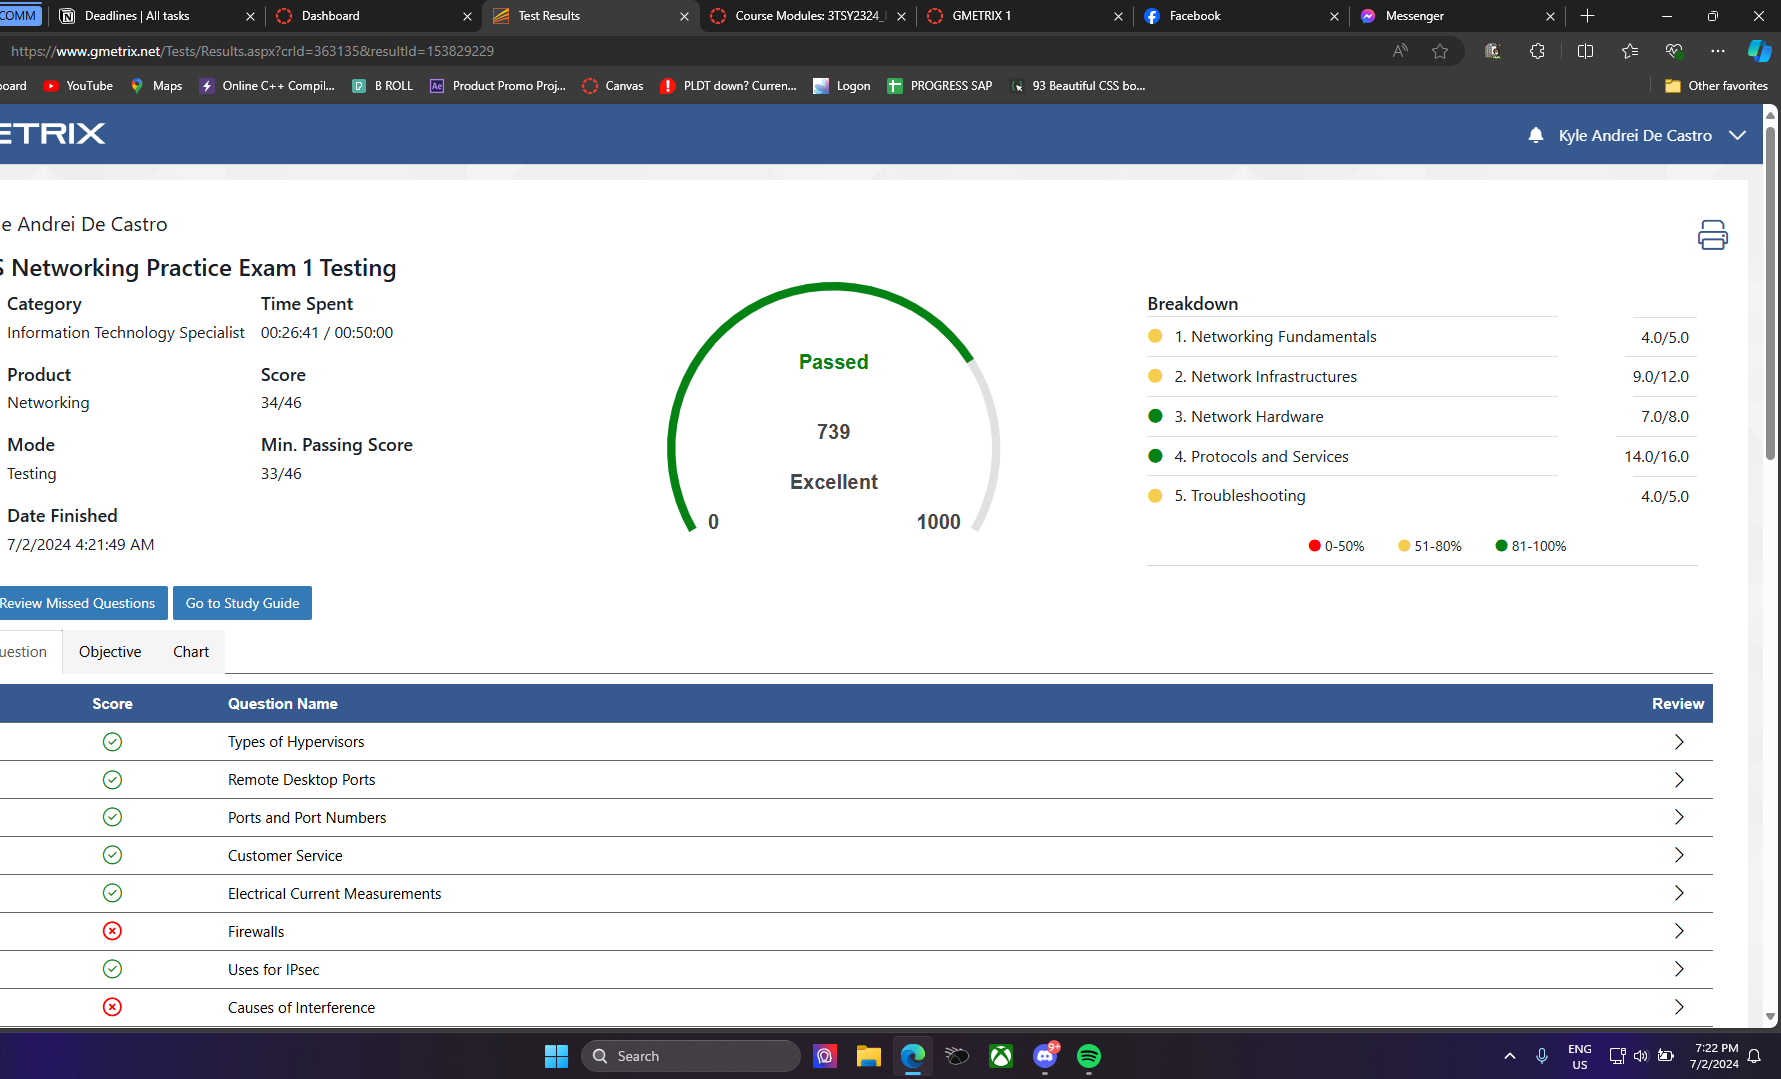 COMM
Deadlines | All tasks
Dashboard
Test Results
Course Modules: 3TSY2324_
GMETRIX 1
Facebook
Messenger
https://www.gmetrix.net/Tests/Results.aspx?crId=363135&resultId=153829229
board
YouTube
Maps
Online C++ Compil...
B ROLL
Product Promo Proj...
Canvas
PLDT down? Curren...
Logon
PROGRESS SAP
93 Beautiful CSS bo...
Other favorites
ETRIX
Kyle Andrei De Castro
e Andrei De Castro
S Networking Practice Exam 1 Testing
Category
Information Technology Specialist
Time Spent
00:26:41 / 00:50:00
Product
Networking
Score
34/46
Mode
Testing
Min. Passing Score
33/46
Date Finished
7/2/2024 4:21:49 AM
Passed
739
Excellent
0
1000
Breakdown
1. Networking Fundamentals 4.0/5.0
2. Network Infrastructures 9.0/12.0
3. Network Hardware 7.0/8.0
4. Protocols and Services 14.0/16.0
5. Troubleshooting 4.0/5.0
0-50% 51-80% 81-100%
Review Missed Questions
Go to Study Guide
uestion
Objective
Chart
Score Question Name Review
Types of Hypervisors
Remote Desktop Ports
Ports and Port Numbers
Customer Service
Electrical Current Measurements
Firewalls
Uses for IPsec
Causes of Interference
Search
9+
ENG
US
7:22 PM
7/2/2024